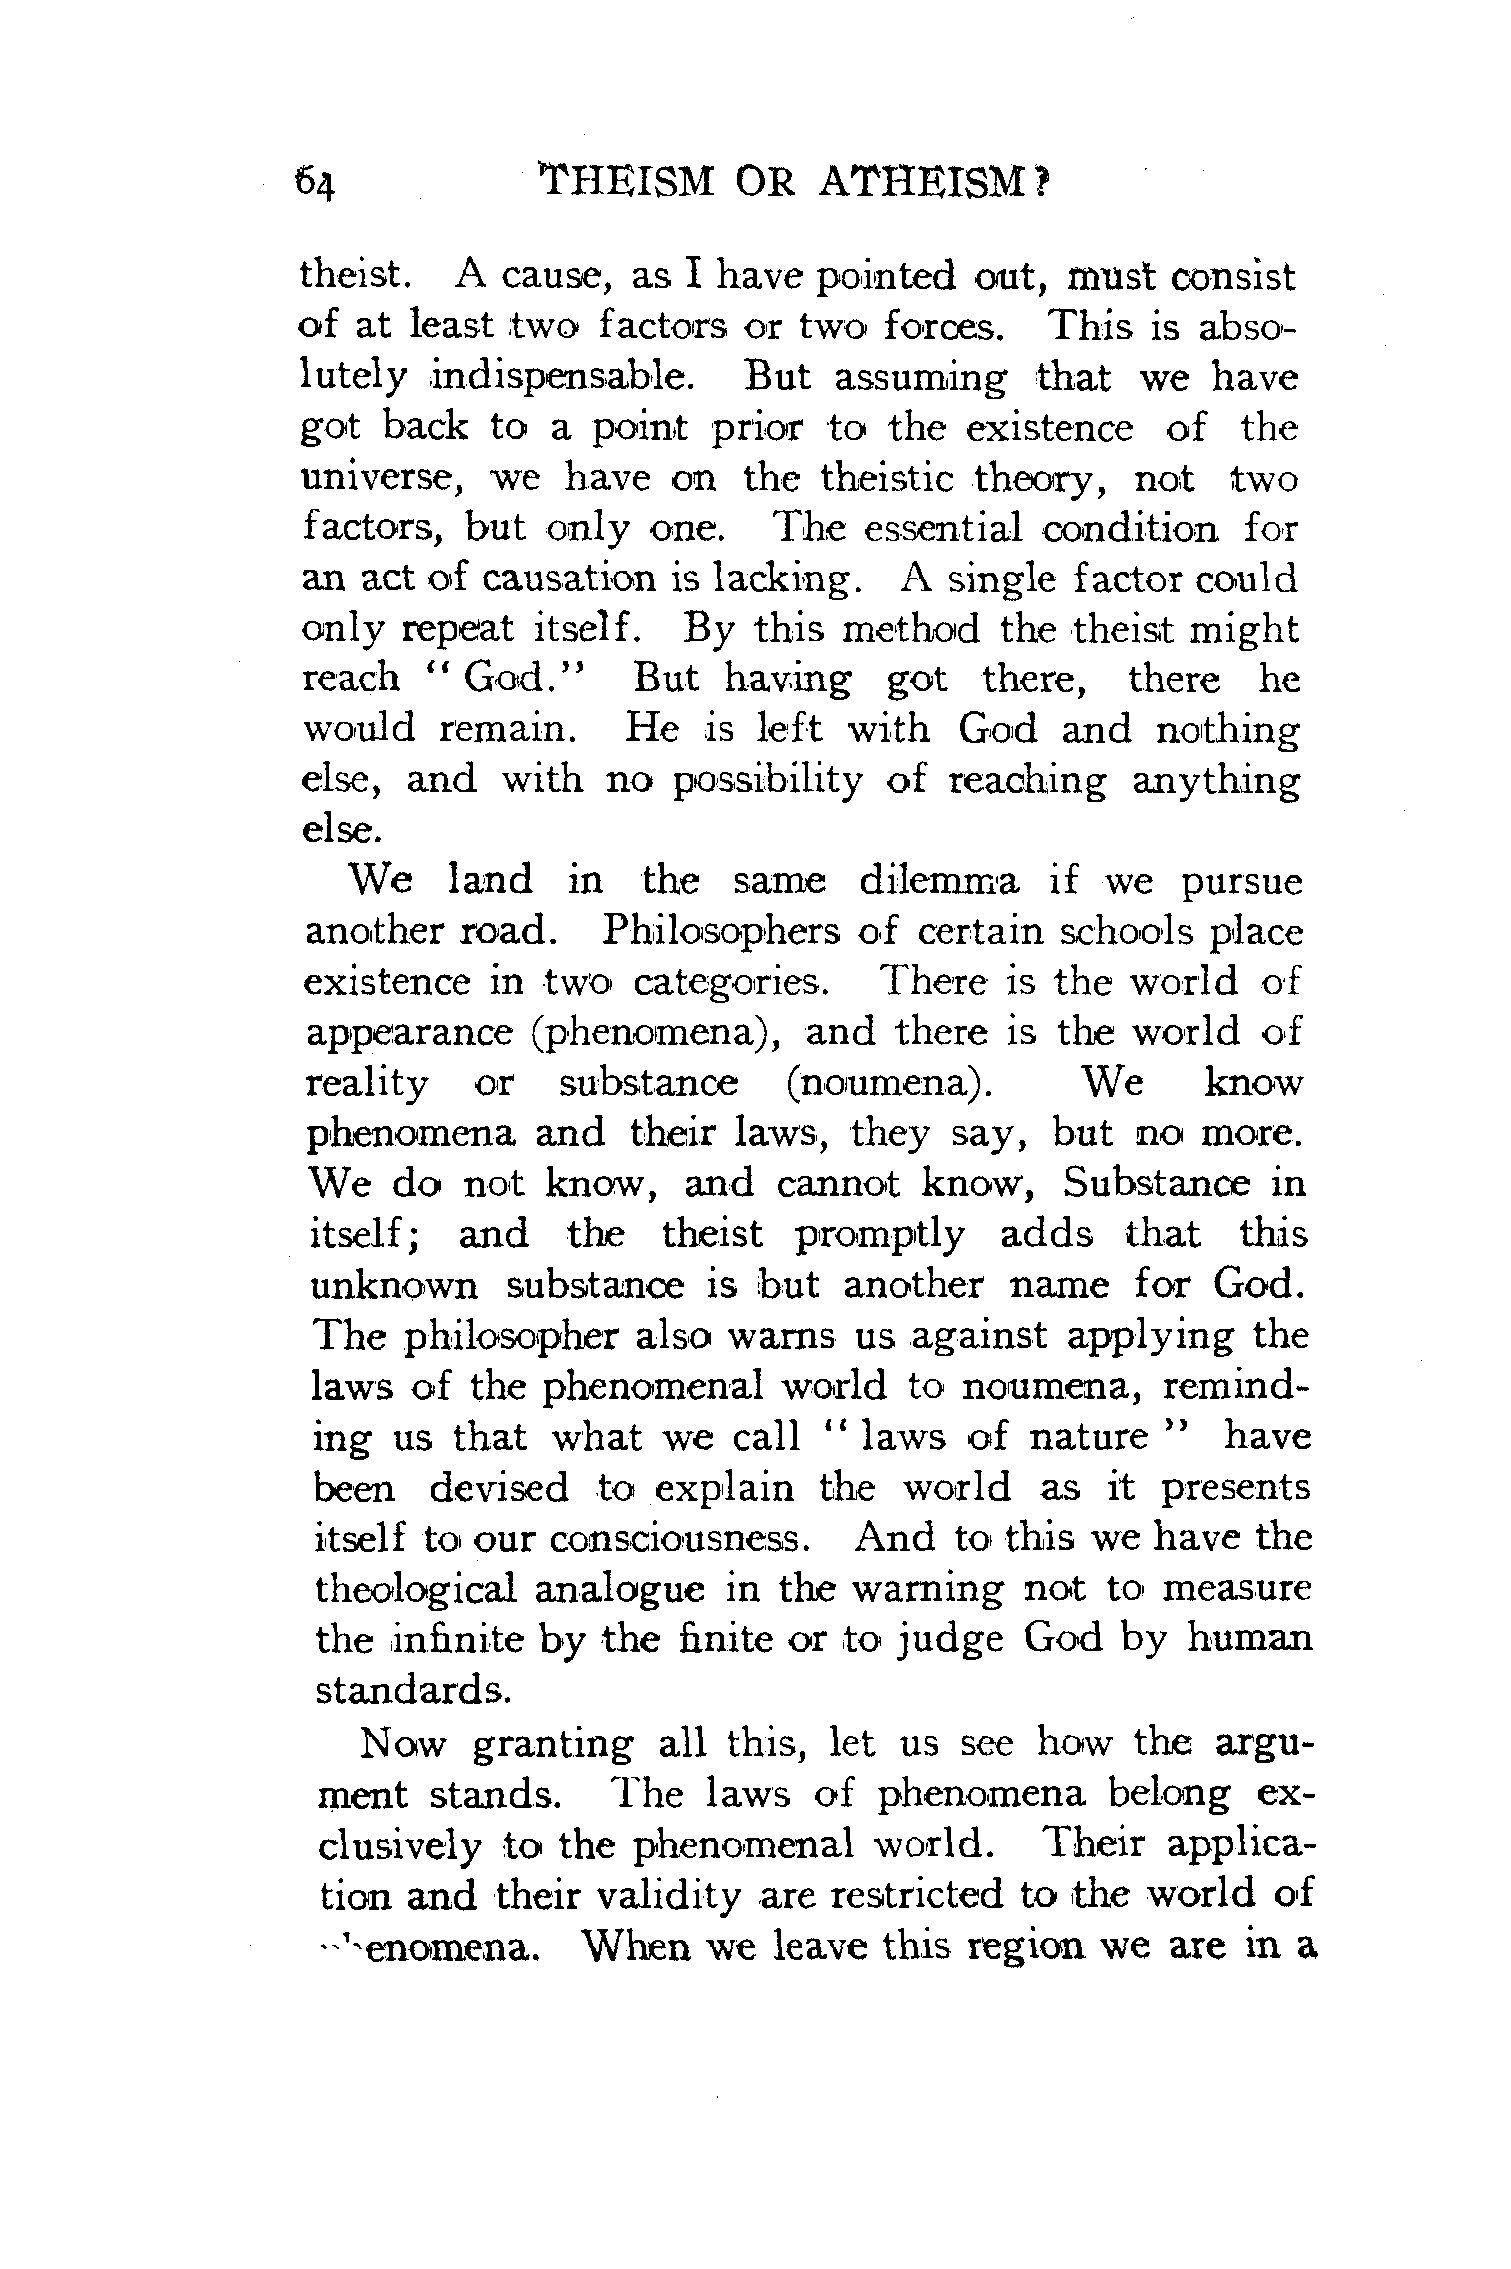 64 THEISM OR ATHEISM?
theist. A cause, as I have pointed out, must consist
of at least two factors or two forces. This is abso-
lutely indispensable. But assuming that we have
got back to a point prior to the existence of the
universe, we have on the theistic theory, not two
factors, but only one. The essential condition for
an act of causation is lacking. A single factor could
only repeat itself. By this method the theist might
reach " God." But having got there, there he
would remain. He is left with God and nothing
else, and with no possibility of reaching anything
else.
We land in the same dilemma if we pursue
another road. Philosophers of certain schools place
existence in two categories. There is the world of
appearance (phenomena), and there is the world of
reality or substance (noumena). We know
phenomena and their laws, they say, but no more.
We do not know, and cannot know, Substance in
itself; and the theist promptly adds that this
unknown substance is but another name for God.
The philosopher also warns us against applying the
laws of the phenomenal world to noumena, remind-
ing us that what we call " laws of nature " have
been devised to explain the world as it presents
itself to our consciousness. And to this we have the
theological analogue in the warning not to measure
the infinite by the finite or to judge God by human
standards.
Now granting all this, let us see how the argu-
ment stands. The laws of phenomena belong ex-
clusively to the phenomenal world. Their applica-
tion and their validity are restricted to the world of
phenomena. When we leave this region we are in a